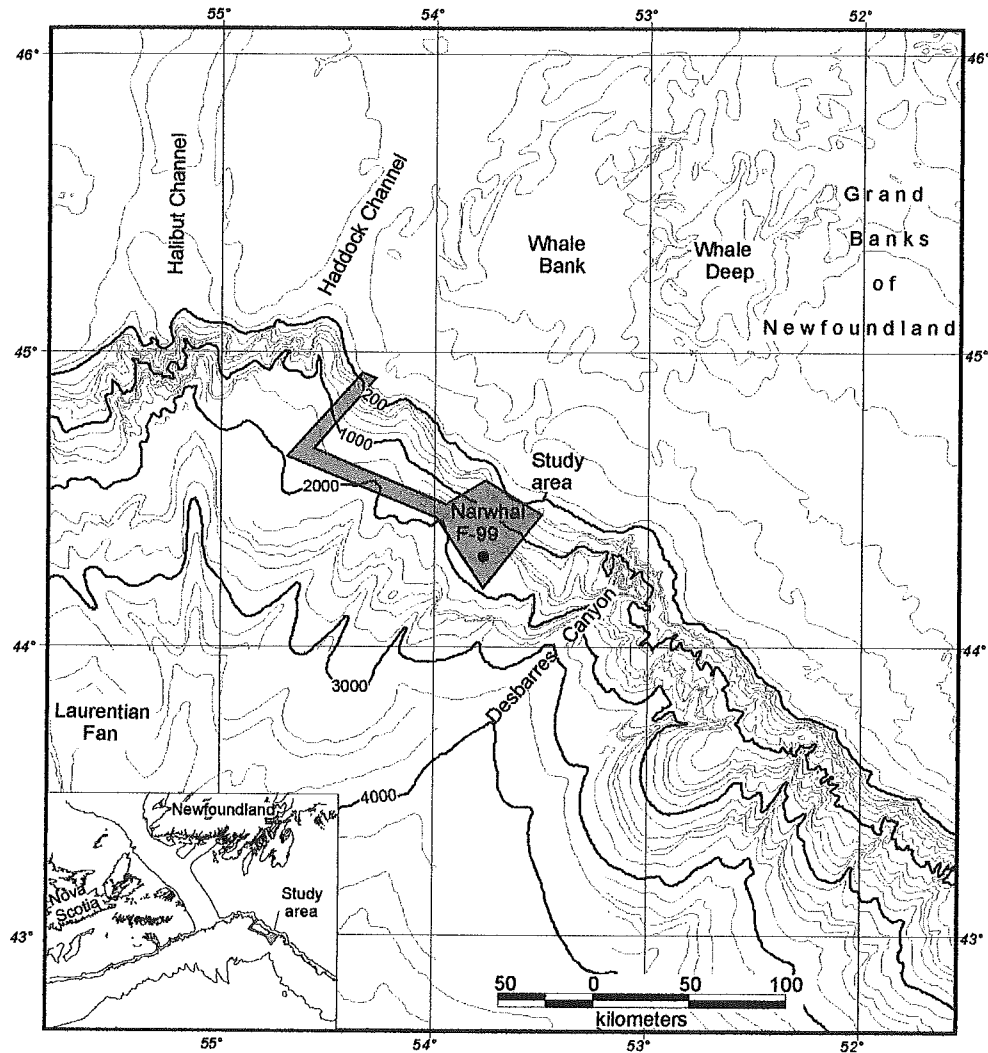 55°
54°
53°
52°
46°
46°
Halibut Channel
Haddock Channel
Grand
Whale
Bank
Whale
Deep
Banks
of
Newfoundland
45°
45°
200
1000
Study
area
2000
Narwhal
F-99
Desbarres Canyon
44°
44°
3000
Laurentian
Fan
4000
Newfoundland
Nova
Scotia
Study
area
43°
43°
50
0
50
100
kilometers
55°
54°
53°
52°